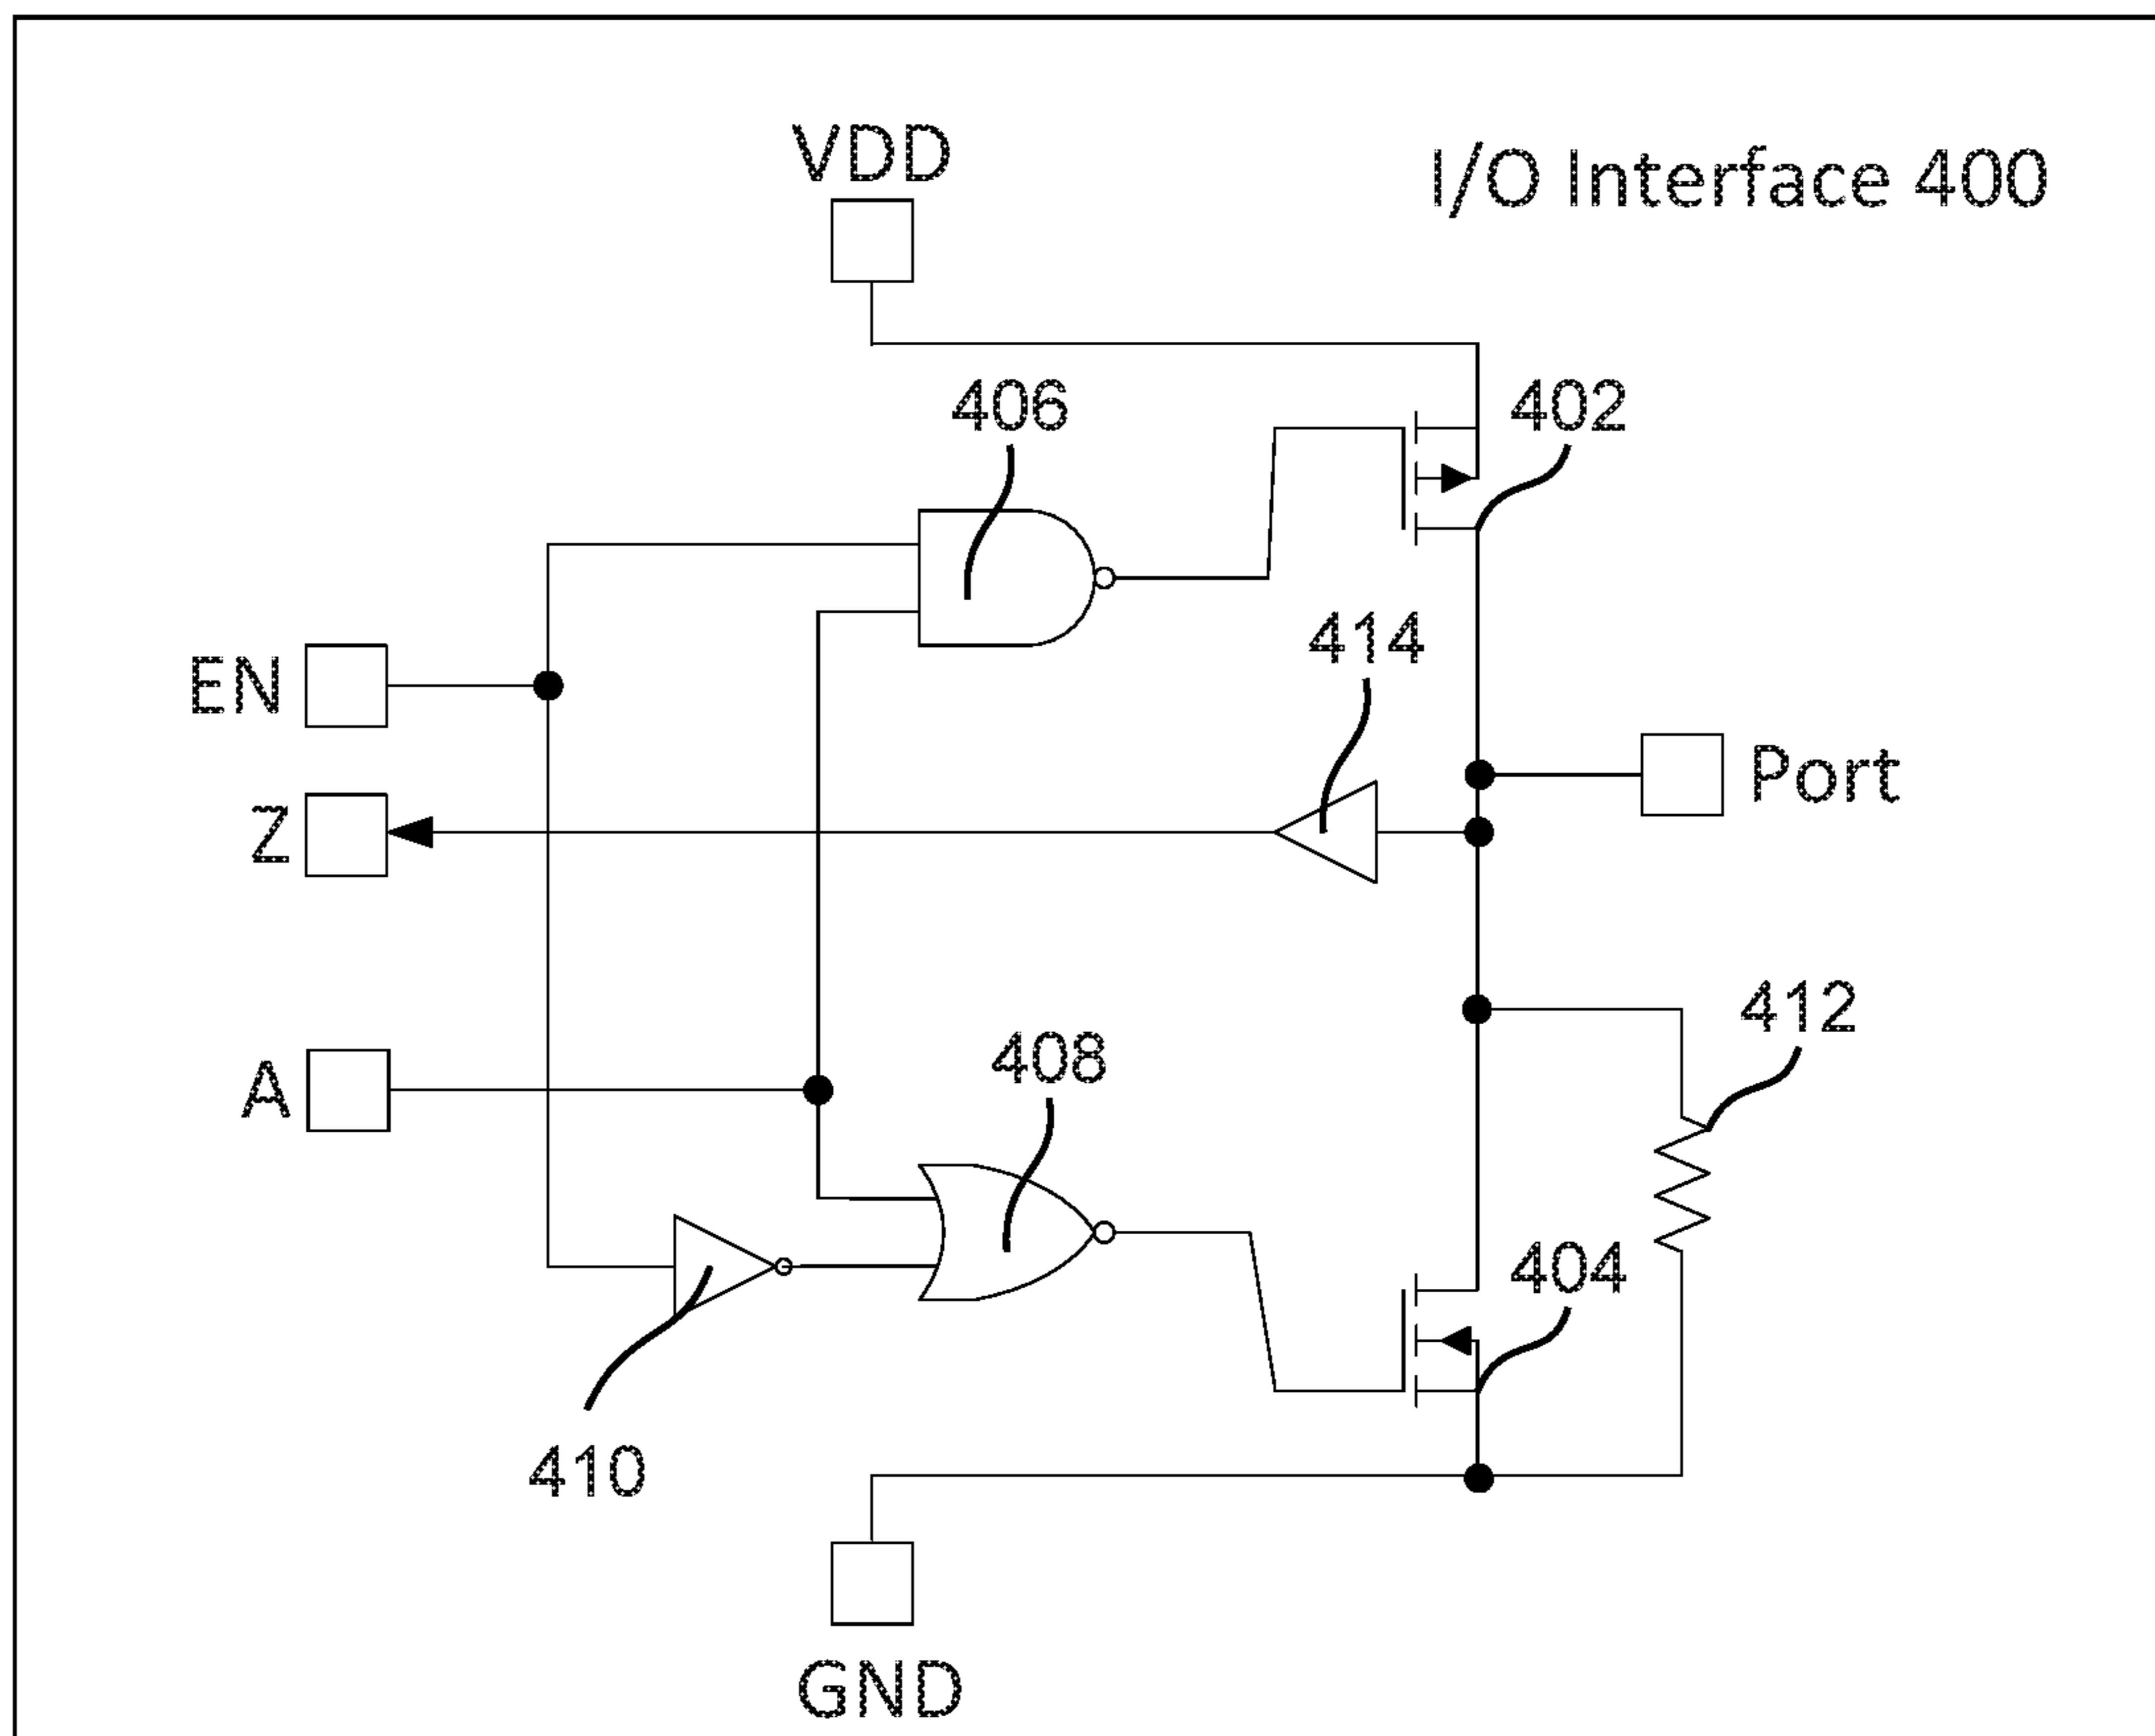 VDD
I/O Interface 400
406
402
414
EN
Port
Z
412
408
A
404
410
GND